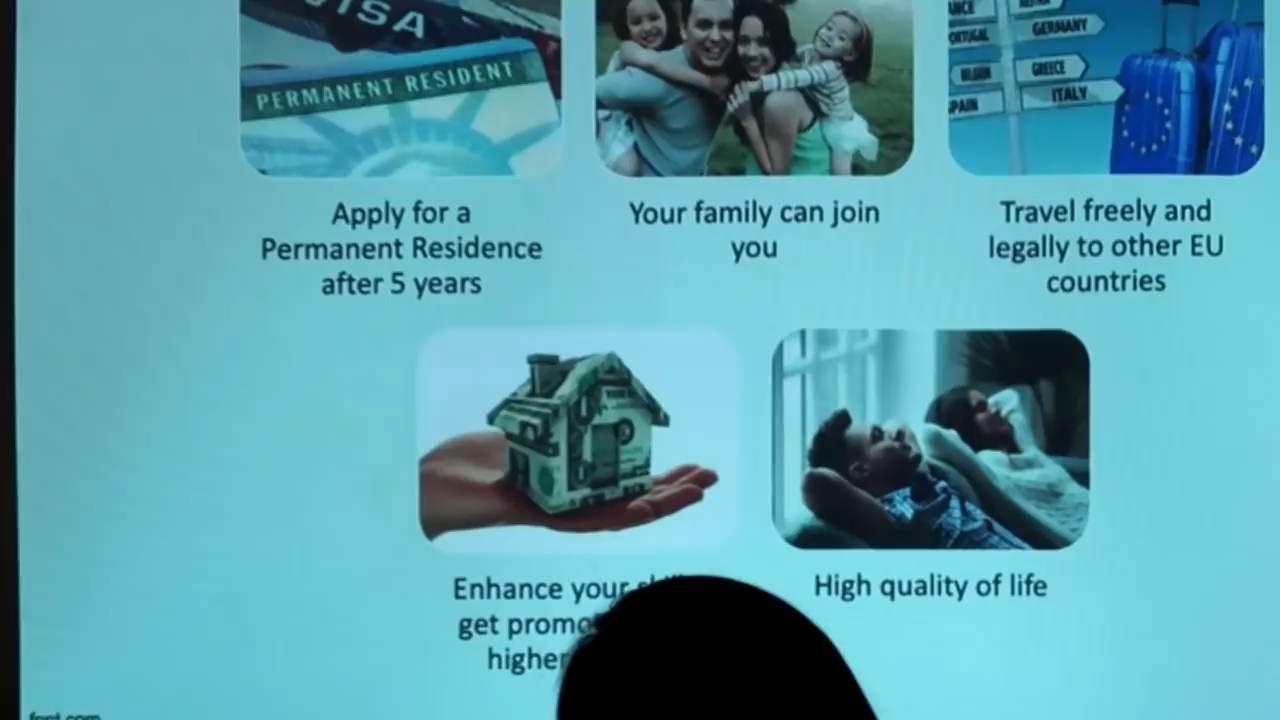 VISA
PERMANENT RESIDENT
GERMANY
GREECE
ITALY
Apply for a
Permanent Residence
after 5 years
Your family can join
you
Travel freely and
legally to other EU
countries
Enhance your
get
higher
High quality of life